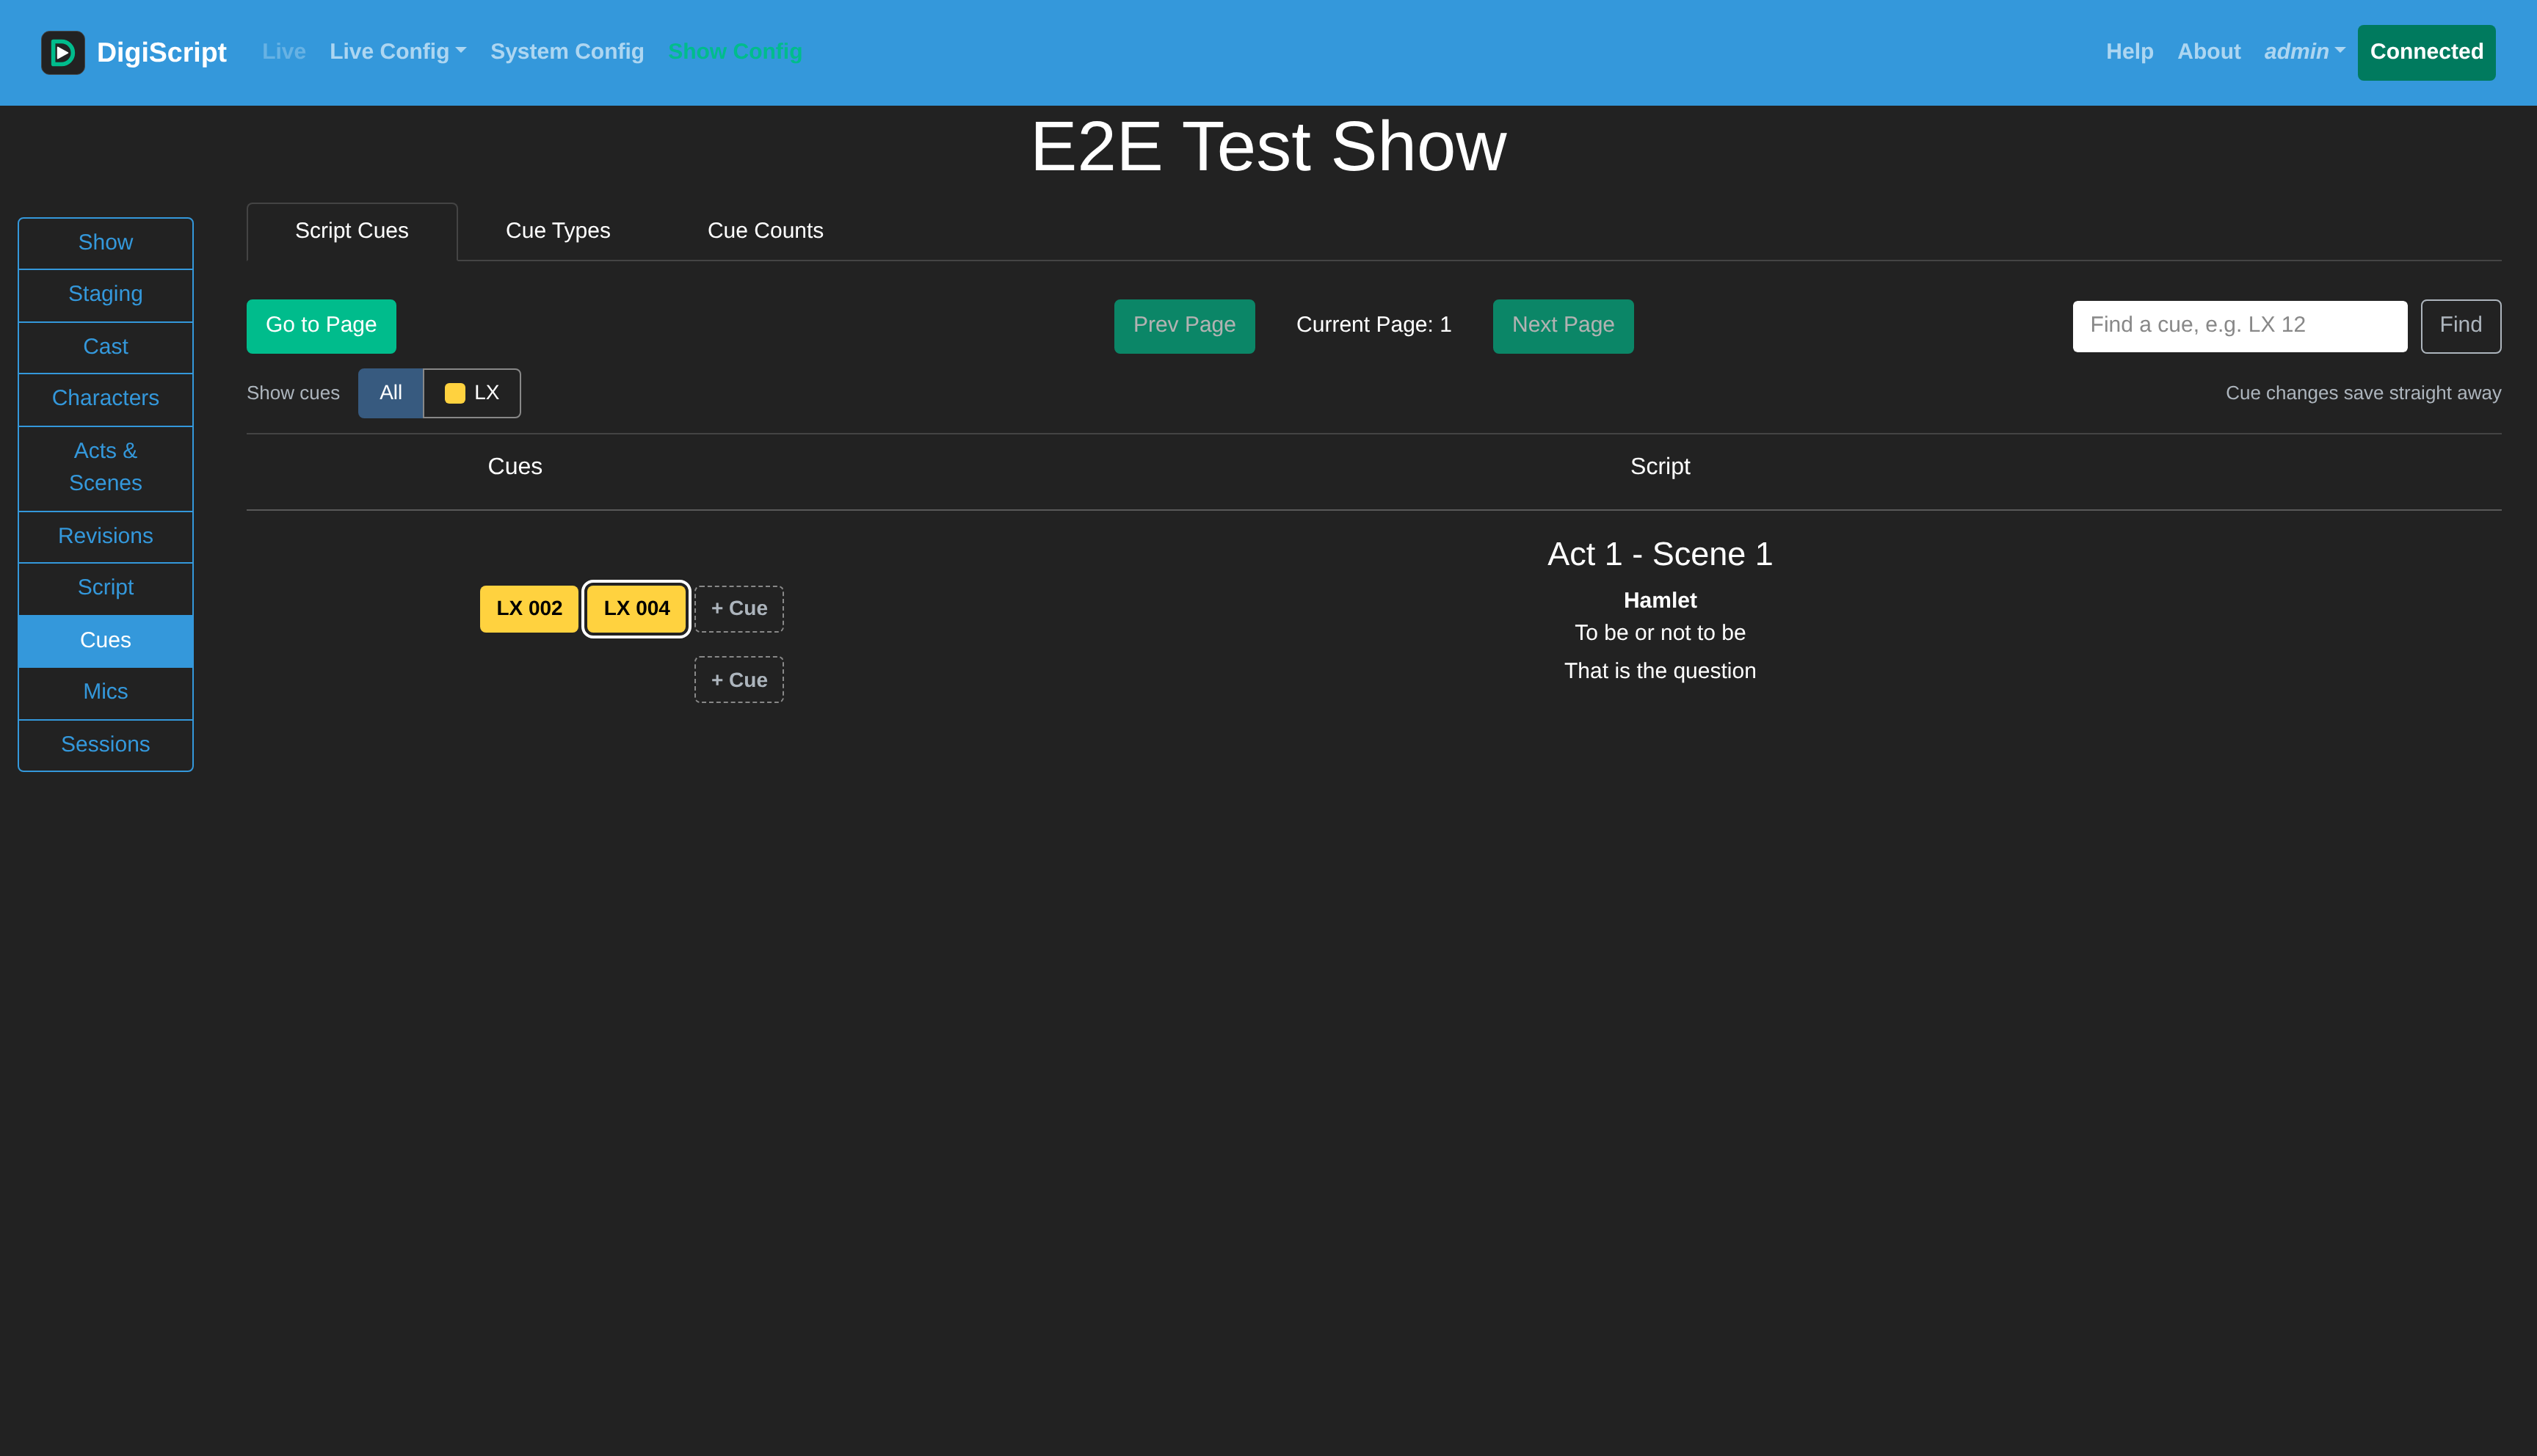 DigiScript Live Live Config System Config Show Config Help About admin Connected
E2E Test Show
Script Cues Cue Types Cue Counts
Show
Staging
Cast
Characters
Acts &
Scenes
Revisions
Script
Cues
Mics
Sessions
Go to Page Prev Page Current Page: 1 Next Page Find a cue, e.g. LX 12 Find
Show cues All LX Cue changes save straight away
Cues Script
Act 1 - Scene 1
LX 002 LX 004 + Cue
Hamlet
To be or not to be
+ Cue
That is the question